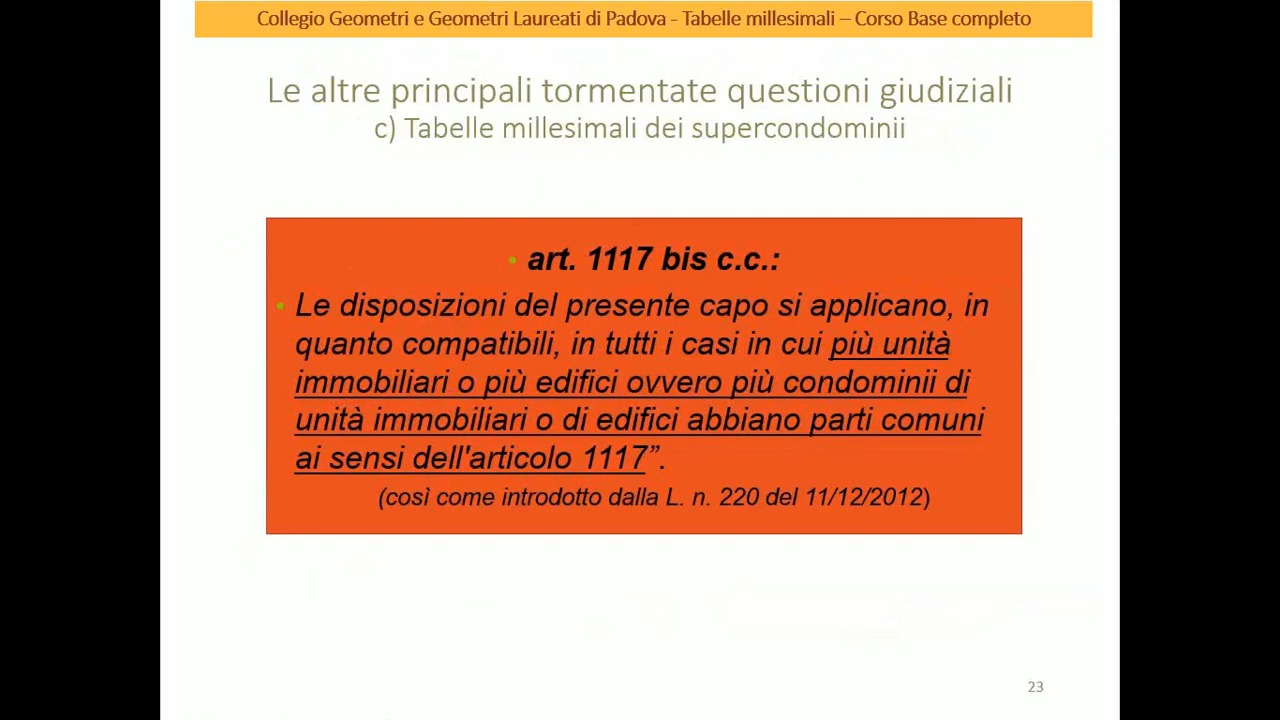 Collegio Geometri e Geometri Laureati di Padova - Tabelle millesimali – Corso Base completo
Le altre principali tormentate questioni giudiziali
c) Tabelle millesimali dei supercondominii
• art. 1117 bis c.c.:
• Le disposizioni del presente capo si applicano, in
quanto compatibili, in tutti i casi in cui più unità
immobiliari o più edifici ovvero più condominii di
unità immobiliari o di edifici abbiano parti comuni
ai sensi dell'articolo 1117”.
(così come introdotto dalla L. n. 220 del 11/12/2012)
23